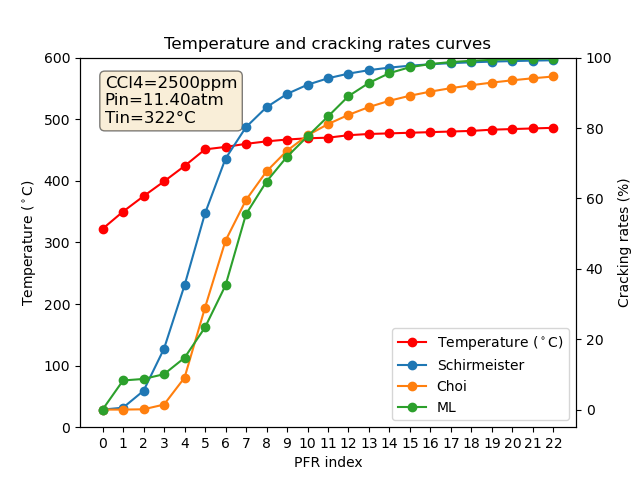 Temperature and cracking rates curves
CCl4=2500ppm
Pin=11.40atm
Tin=322°C
600
500
400
300
200
100
0
Temperature (°C)
100
80
60
40
20
0
Cracking rates (%)
Temperature (°C)
Schirmeister
Choi
ML
0 1 2 3 4 5 6 7 8 9 10 11 12 13 14 15 16 17 18 19 20 21 22
PFR index